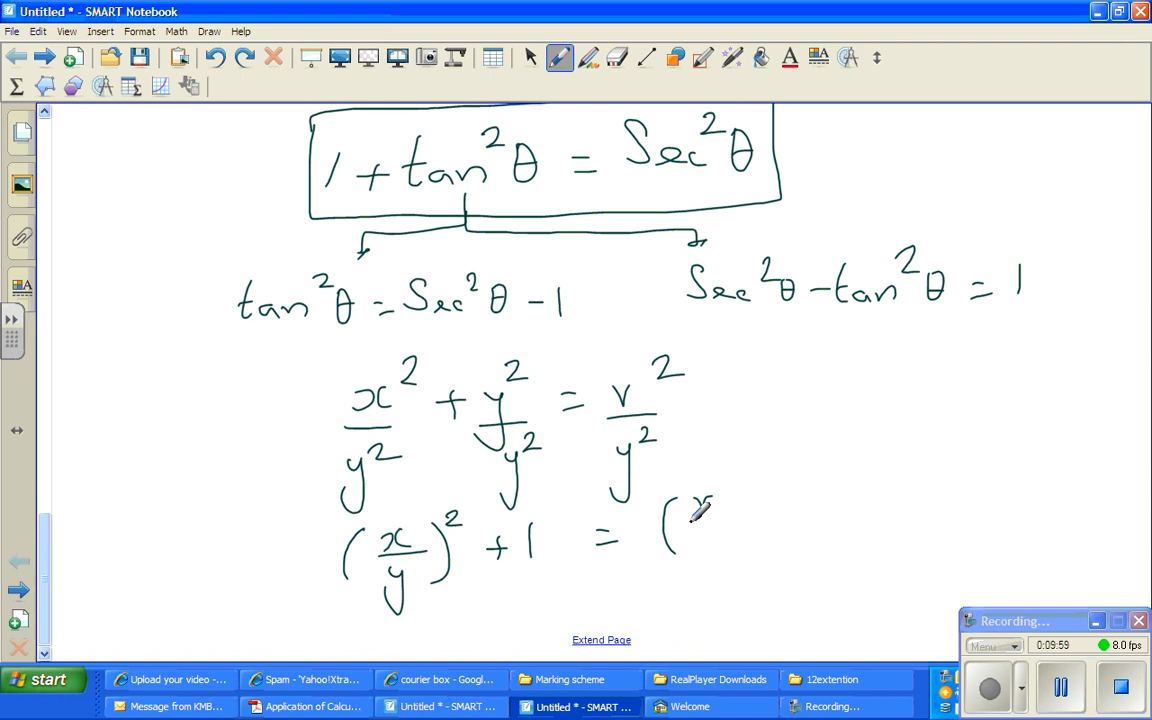 Untitled * - SMART Notebook
File Edit View Insert Format Math Draw Help
1 + tan²θ = Sec²θ
tan²θ = Sec²θ - 1
Sec²θ - tan²θ = 1
x²/y² + y²/y² = r²/y²
(x/y)² + 1 = (r
Extend Page
Recording...
Menu 0:09:59 8.0 fps
start
Upload your video -... Spam - 'Yahoo!Xtra... courier box - Googl... Marking scheme RealPlayer Downloads 12extention
Message from KMB... Application of Calcu... Untitled * - SMART ... Untitled * - SMART ... Welcome Recording...